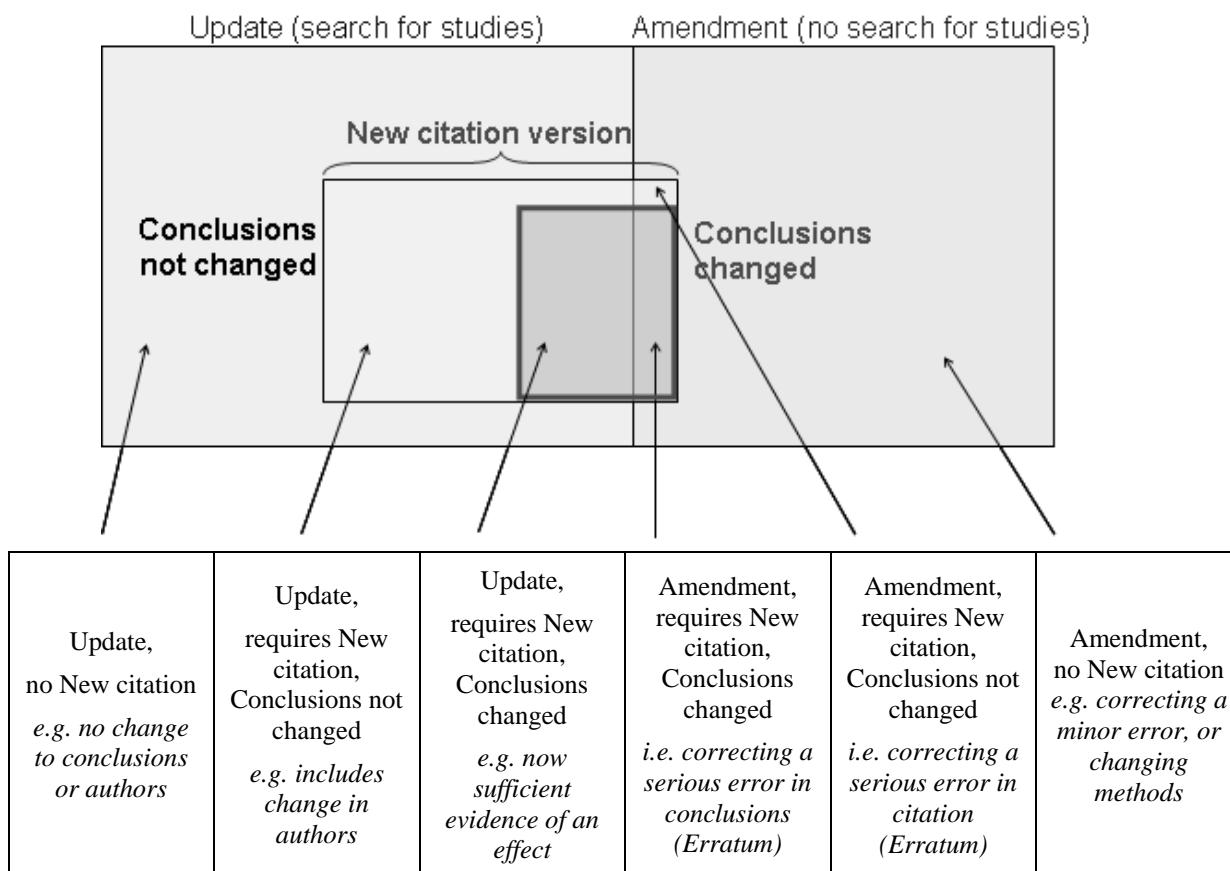 Update (search for studies)
Amendment (no search for studies)
New citation version
Conclusions
not changed
Conclusions
changed
Update,
no New citation
e.g. no change
to conclusions
or authors
Update,
requires New
citation,
Conclusions not
changed
e.g. includes
change in
authors
Update,
requires New
citation,
Conclusions
changed
e.g. now
sufficient
evidence of an
effect
Amendment,
requires New
citation,
Conclusions
changed
i.e. correcting a
serious error in
conclusions
(Erratum)
Amendment,
requires New
citation,
Conclusions not
changed
i.e. correcting a
serious error in
citation
(Erratum)
Amendment,
no New citation
e.g. correcting a
minor error, or
changing
methods